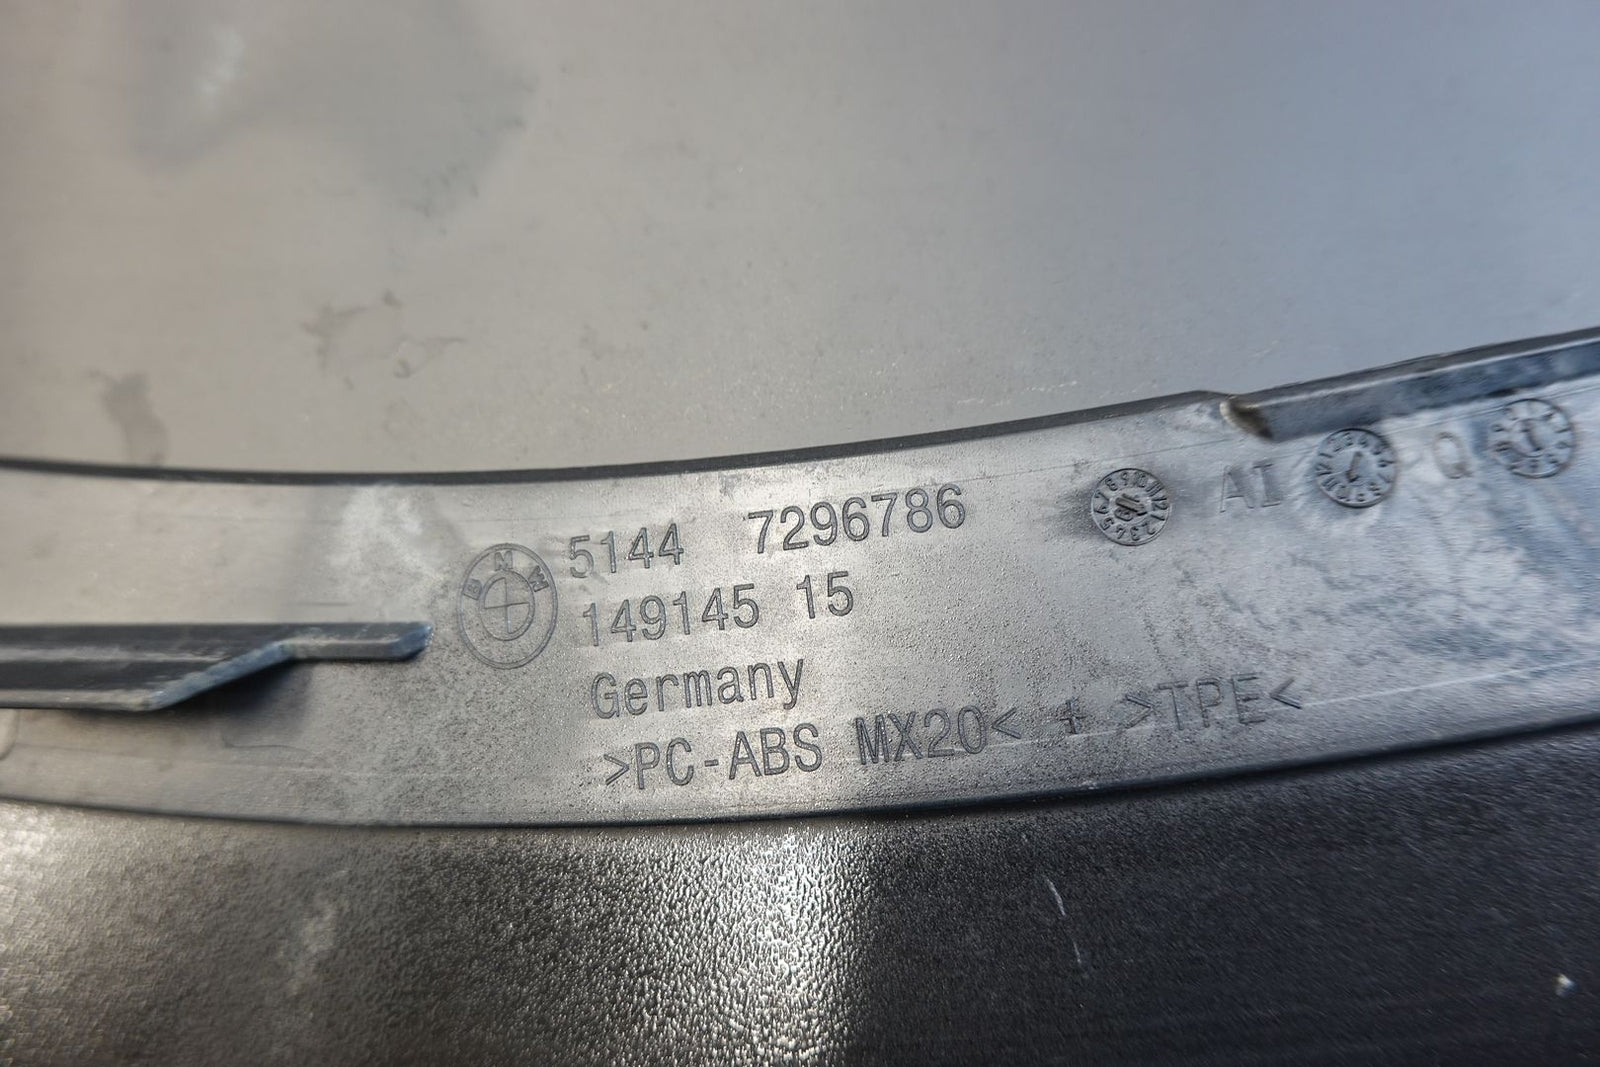 BMW 5144 7296786
149145 15
Germany
>PC-ABS MX20< + >TPE<
AI
Q